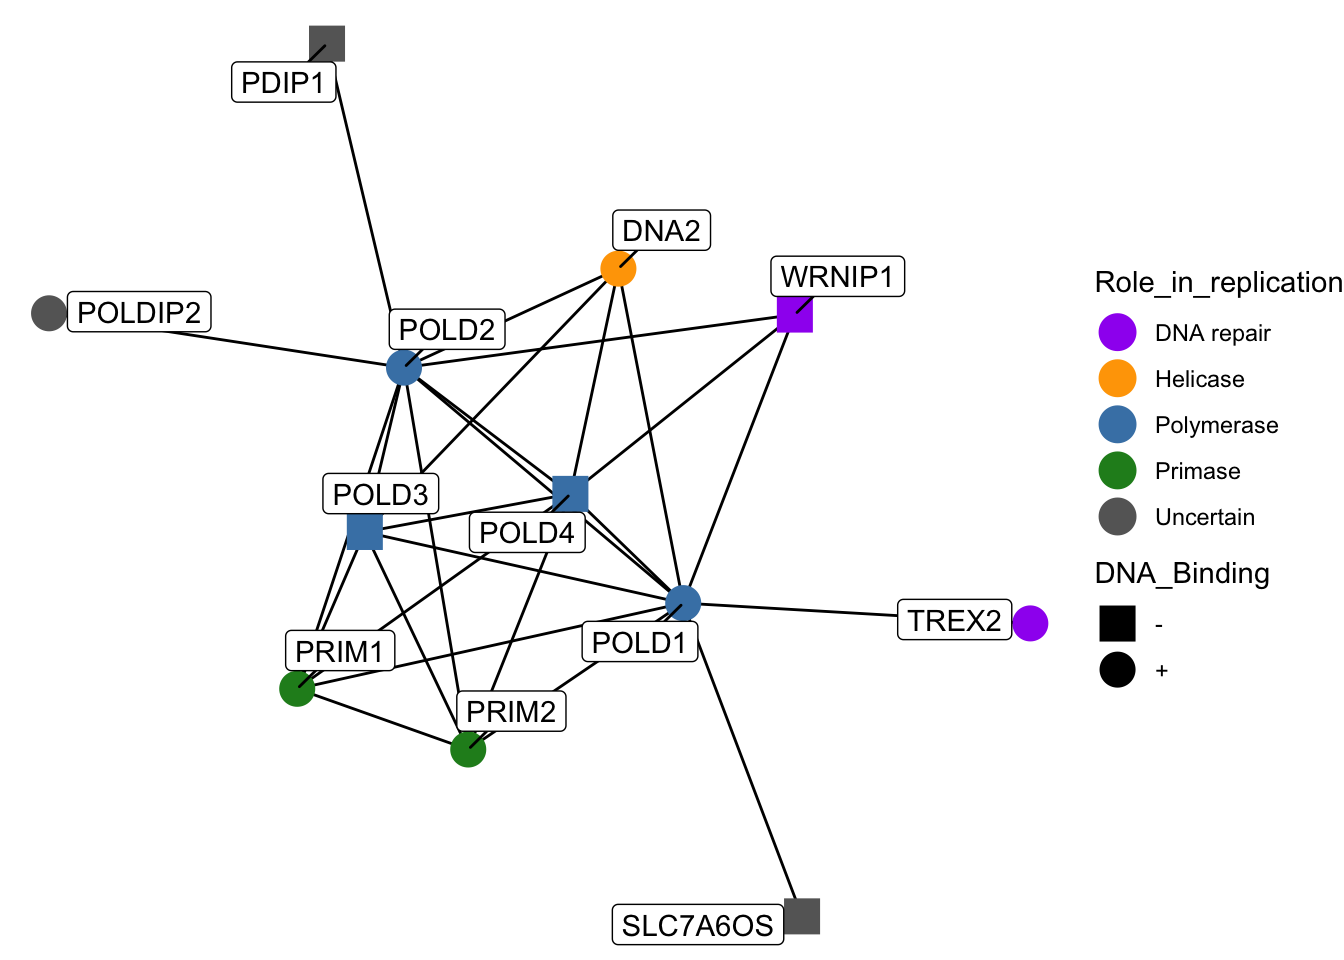 PDIP1
DNA2
WRNIP1
POLDIP2
POLD2
POLD3
POLD4
TREX2
POLD1
PRIM1
PRIM2
SLC7A6OS
Role_in_replication
DNA repair
Helicase
Polymerase
Primase
Uncertain
DNA_Binding
-
+